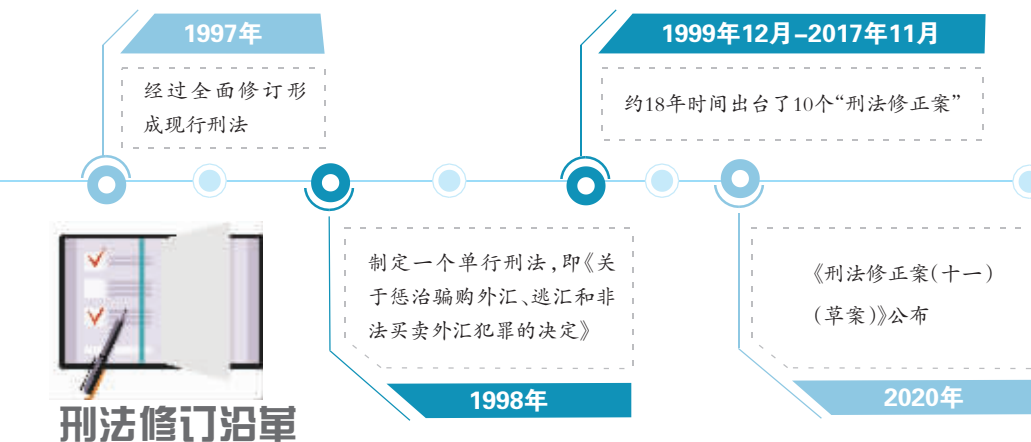 1997年
经过全面修订形
成现行刑法
1999年12月-2017年11月
约18年时间出台了10个“刑法修正案”
制定一个单行刑法,即《关
于惩治骗购外汇、逃汇和非
法买卖外汇犯罪的决定》
1998年
《刑法修正案(十一)
(草案)》公布
2020年
刑法修订沿革